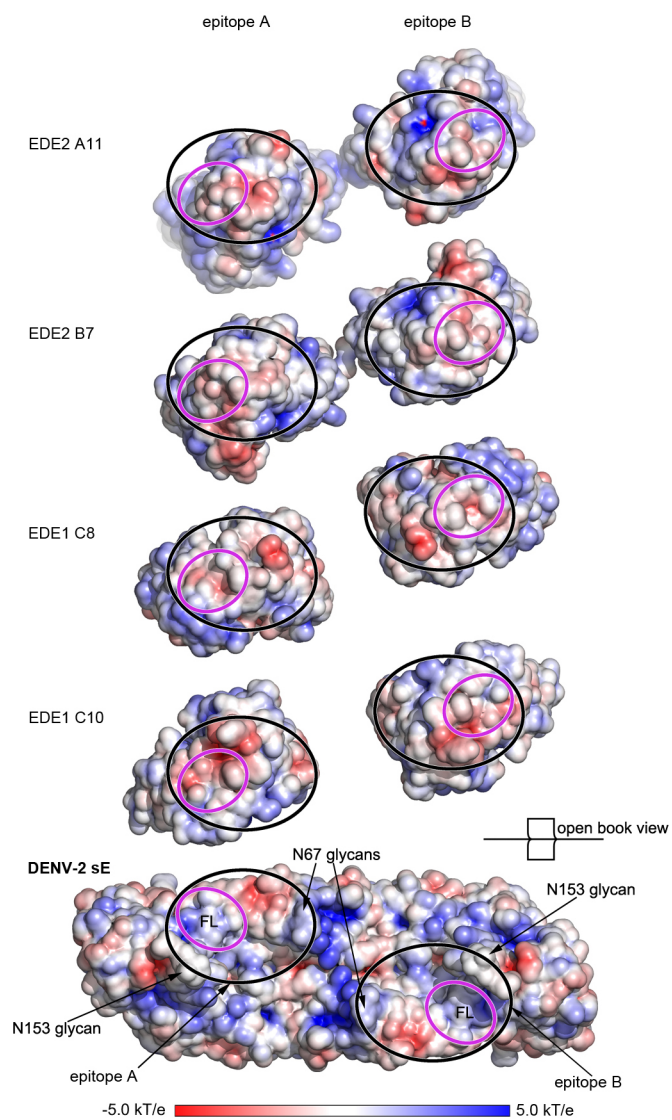 epitope A
epitope B
EDE2 A11
EDE2 B7
EDE1 C8
EDE1 C10
open book view
DENV-2 sE
N67 glycans
N153 glycan
FL
FL
N153 glycan
epitope A
epitope B
-5.0 kT/e
5.0 kT/e